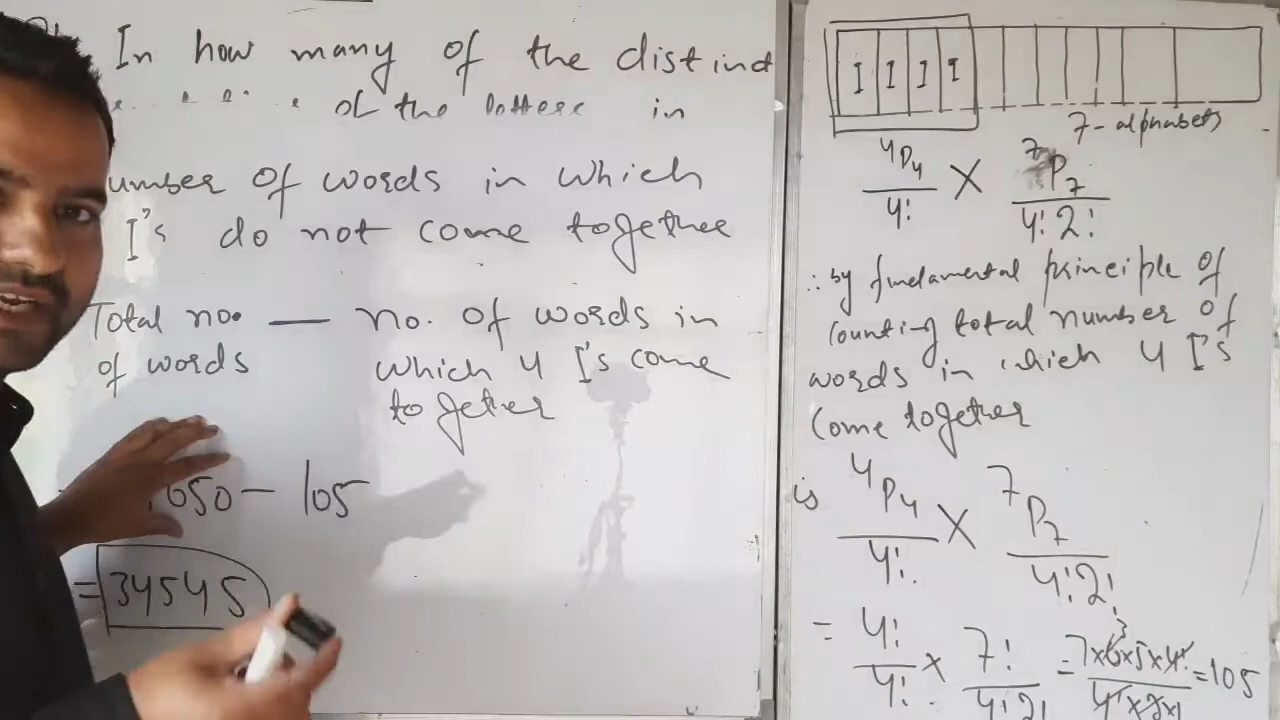 In how many of the distinct
of the letters in
umber of words in which
I's do not come together
Total no. — no. of words in
of words which 4 I's come
together
650 - 105
= 34545
I I I I
7-alphabets
⁴P₄/4! × ⁷P₇/4!2!
∴ by fundamental principle of
counting total number of
words in which 4 I's
come together
is ⁴P₄/4! × ⁷P₇/4!2!
= 4!/4! × 7!/4!2! = 7×6×5×4!/4!×2×1 = 105